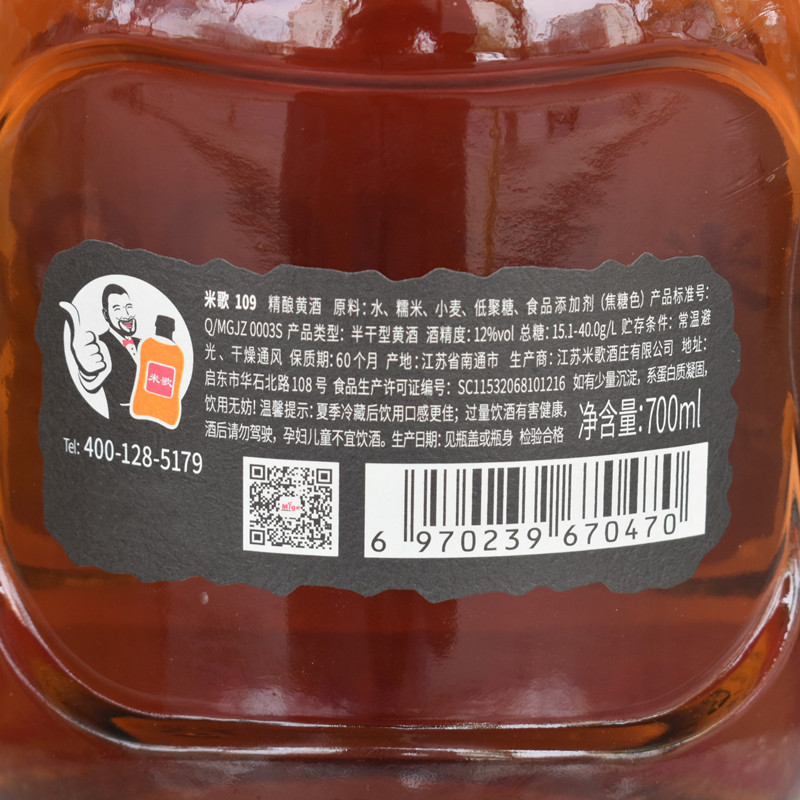 米歌 109 精酿黄酒 原料:水、糯米、小麦、低聚糖、食品添加剂(焦糖色)产品标准号:
Q/MGJZ 0003S 产品类型: 半干型黄酒 酒精度:12%vol 总糖:15.1-40.0g/L 贮存条件: 常温避
光、干燥通风 保质期:60个月 产地:江苏省南通市 生产商:江苏米歌酒庄有限公司 地址:
启东市华石北路108号 食品生产许可证编号: SC11532068101216 如有少量沉淀,系蛋白质凝固,
饮用无妨! 温馨提示:夏季冷藏后饮用口感更佳; 过量饮酒有害健康,
酒后请勿驾驶,孕妇儿童不宜饮酒。生产日期:见瓶盖或瓶身 检验合格
净含量:700ml
米歌
Tel: 400-128-5179
Myge
6 970239 670470